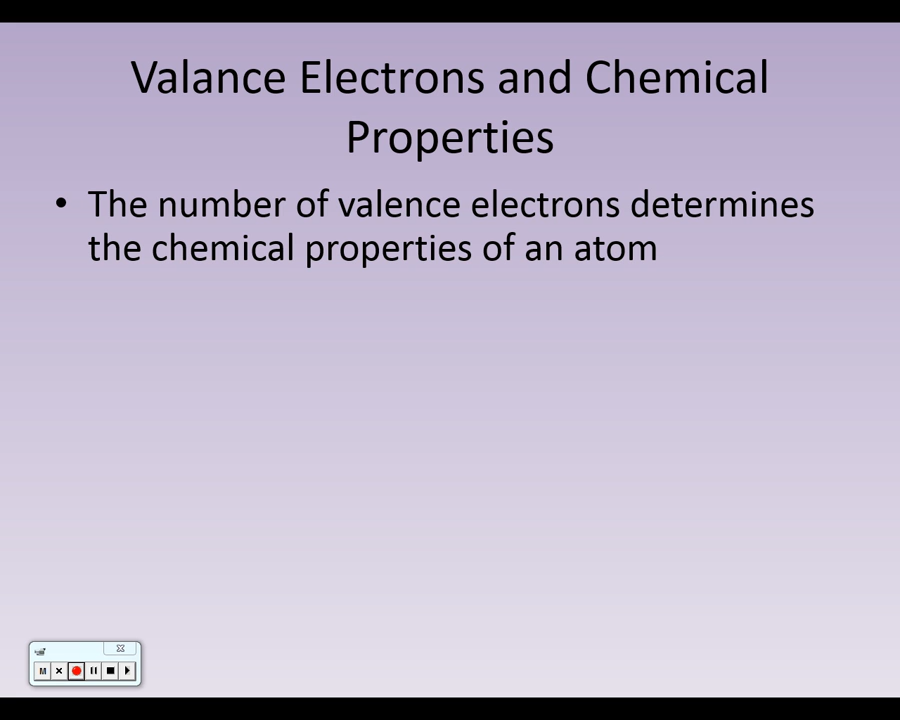 Valance Electrons and Chemical
Properties
• The number of valence electrons determines
the chemical properties of an atom
M